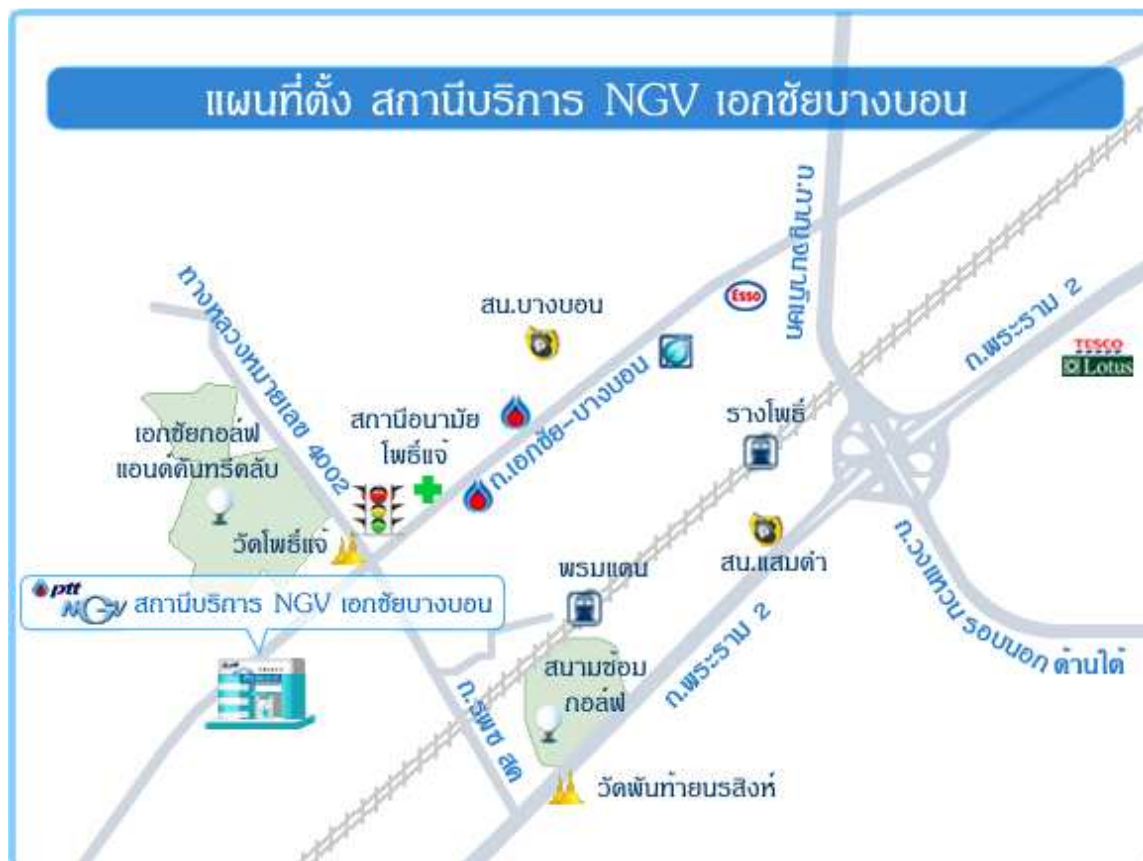 แผนที่ตั้ง สถานีบริการ NGV เอกชัยบางบอน
ถ.กาญจนาภิเษก
ทางหลวงหมายเลข 4002
สน.บางบอน
Esso
ถ.พระราม 2
TESCO
Lotus
ถ.เอกชัย-บางบอน
สถานีอนามัย
โพธิ์แจ้
รางโพธิ์
เอกชัยกอล์ฟ
แอนด์คันทรีคลับ
วัดโพธิ์แจ้
สน.แสมดำ
ถ.วงแหวน รอบนอก ด้านใต้
พรมแดน
ptt
NGV สถานีบริการ NGV เอกชัยบางบอน
ถ.พระราม 2
สนามซ้อม
กอล์ฟ
ถ.รพช สค
วัดพันท้ายนรสิงห์